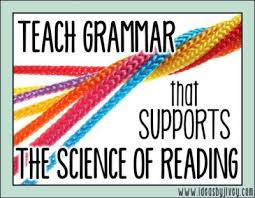 TEACH GRAMMAR
that
SUPPORTS
THE SCIENCE OF READING
www.ideasbyjivey.com